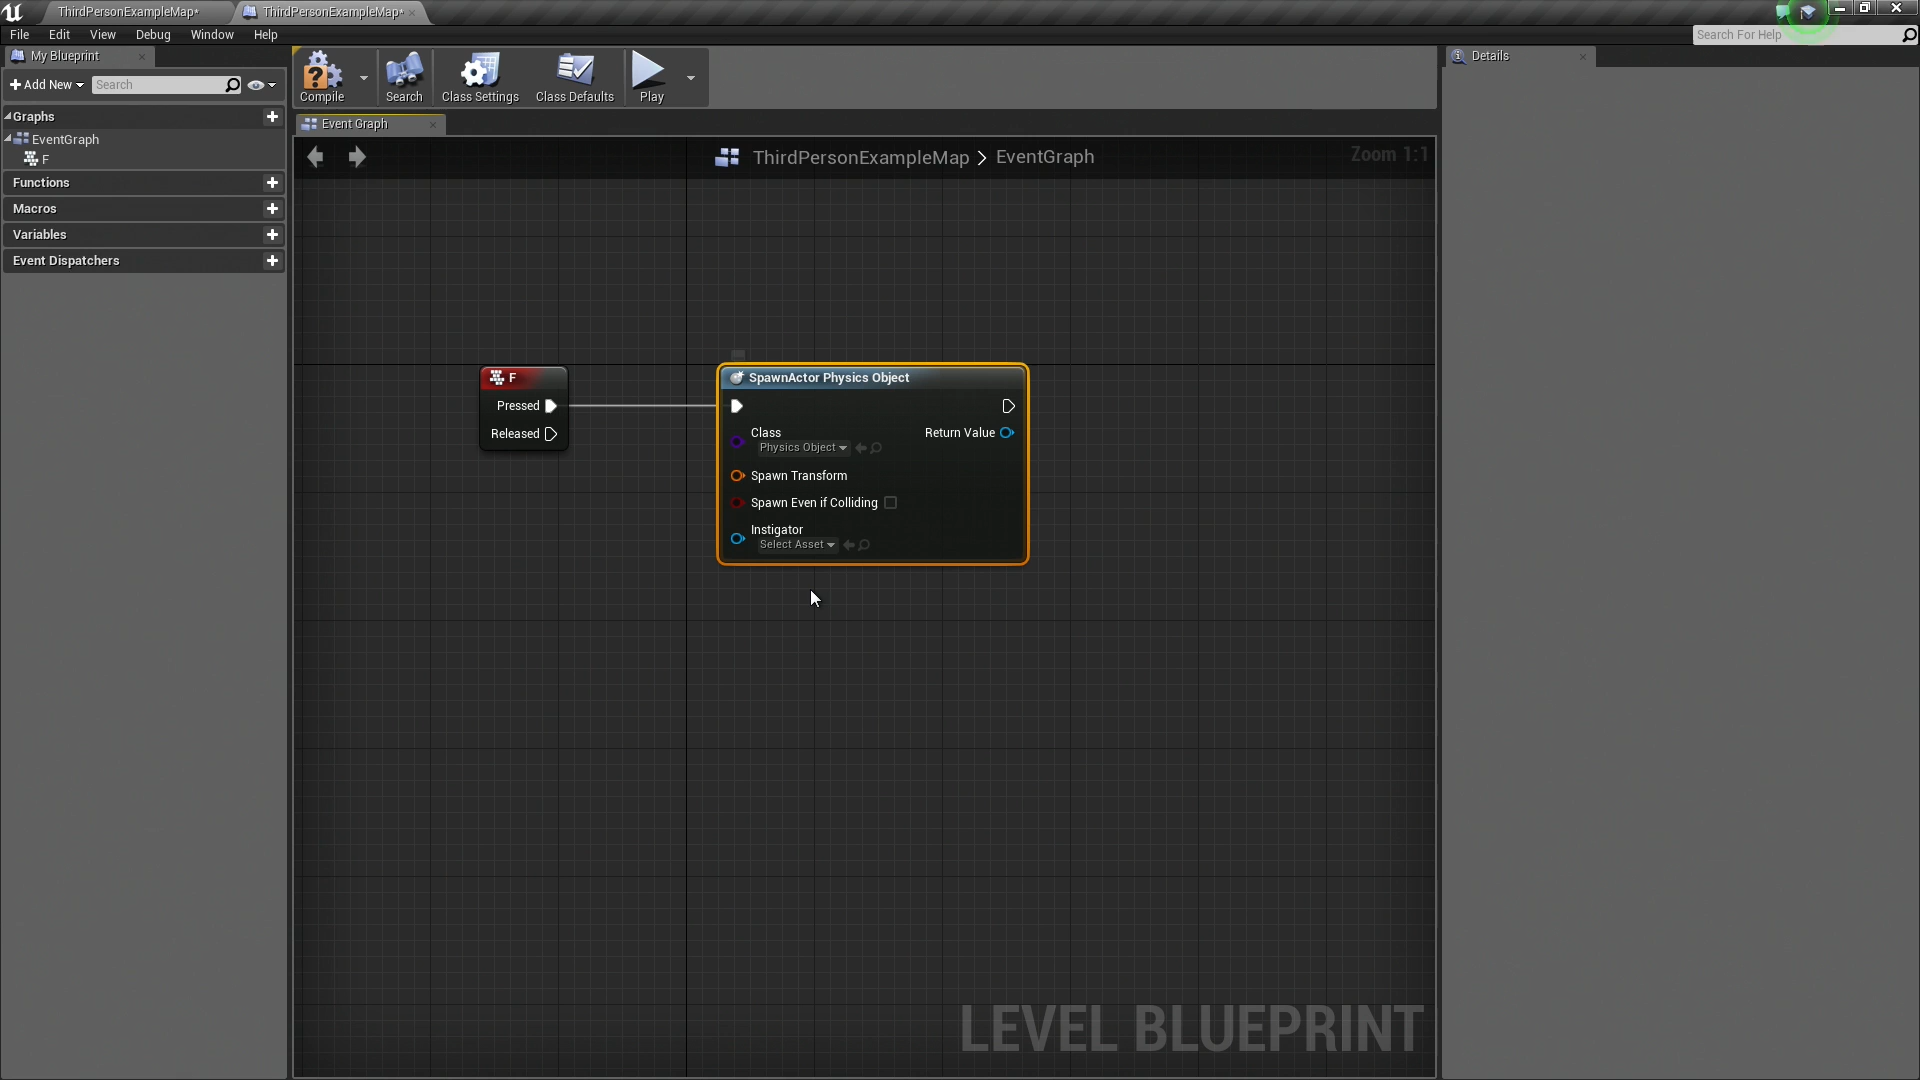 ThirdPersonExampleMap*
ThirdPersonExampleMap*
File Edit View Debug Window Help
Search For Help
My Blueprint
Add New
Search
Graphs
EventGraph
F
Functions
Macros
Variables
Event Dispatchers
Compile
Search
Class Settings
Class Defaults
Play
Details
Event Graph
ThirdPersonExampleMap > EventGraph
Zoom 1:1
F
Pressed
Released
SpawnActor Physics Object
Class
Physics Object
Return Value
Spawn Transform
Spawn Even if Colliding
Instigator
Select Asset
LEVEL BLUEPRINT